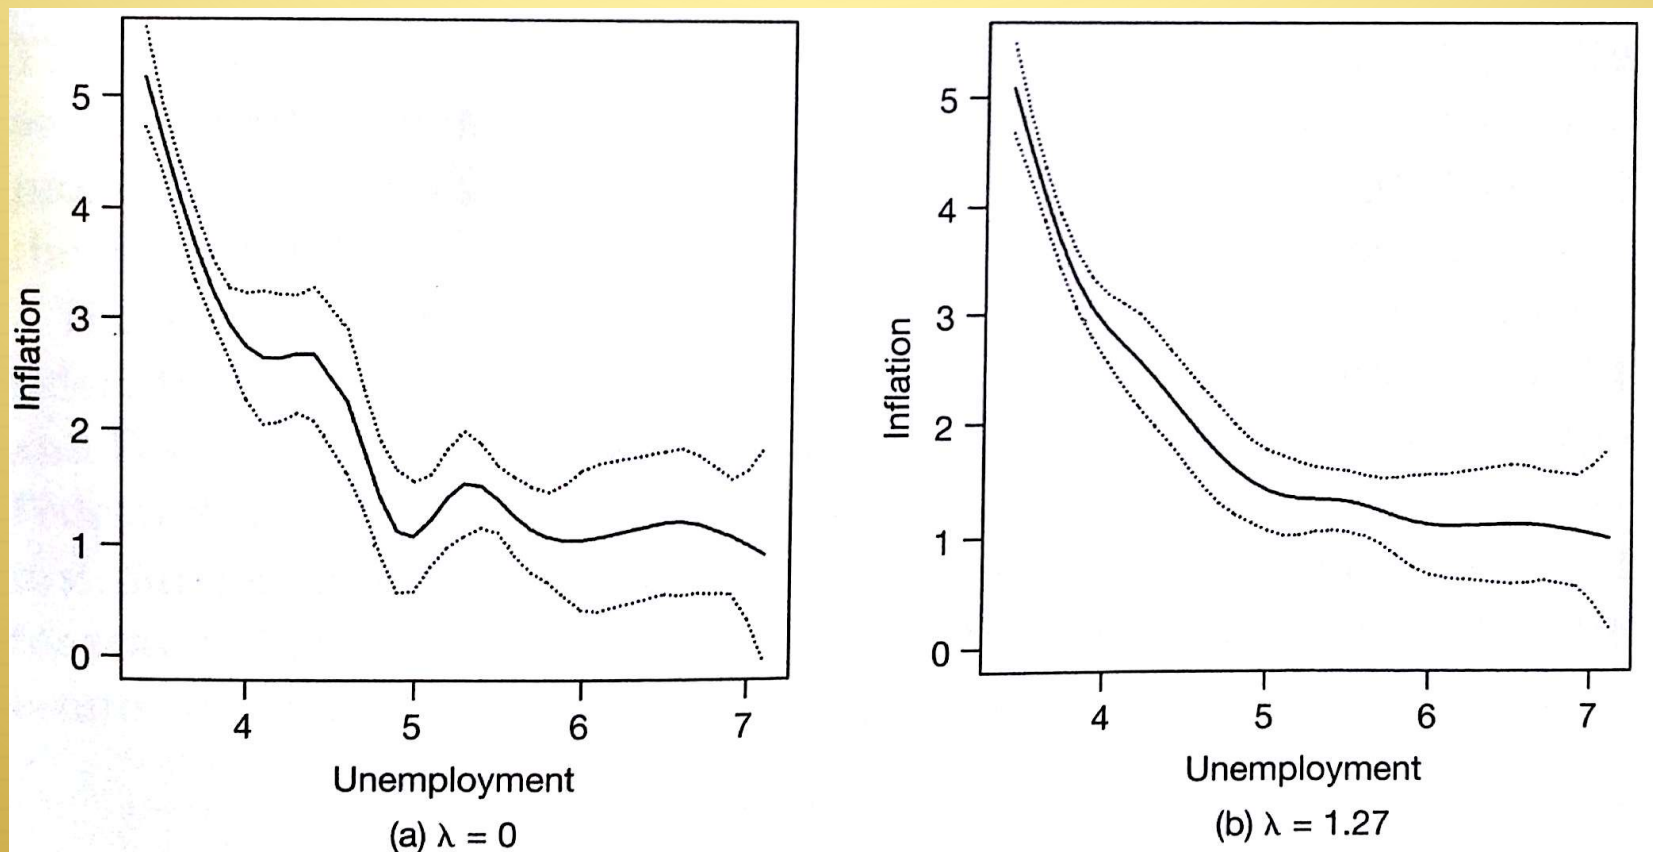 5
4
3
2
1
0
Inflation
4 5 6 7
Unemployment
(a) λ = 0
5
4
3
2
1
0
Inflation
4 5 6 7
Unemployment
(b) λ = 1.27